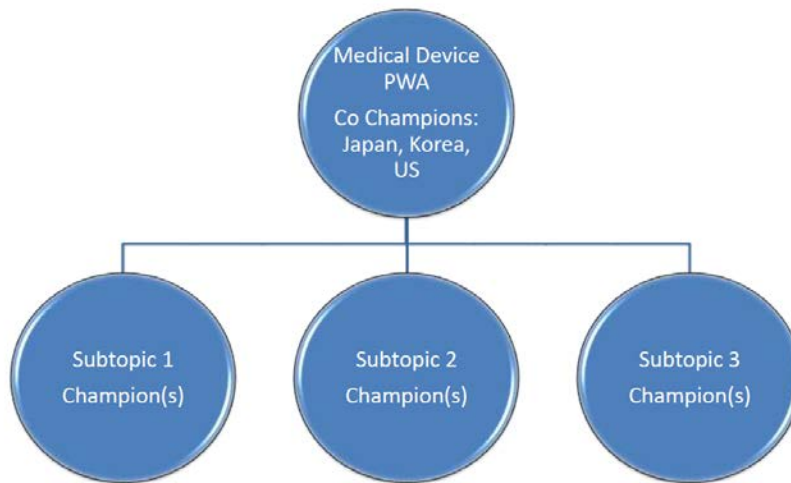 Medical Device
PWA
Co Champions:
Japan, Korea,
US
Subtopic 1
Champion(s)
Subtopic 2
Champion(s)
Subtopic 3
Champion(s)